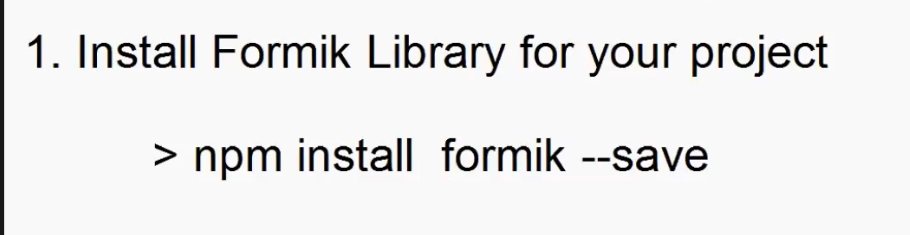 1. Install Formik Library for your project
> npm install  formik --save